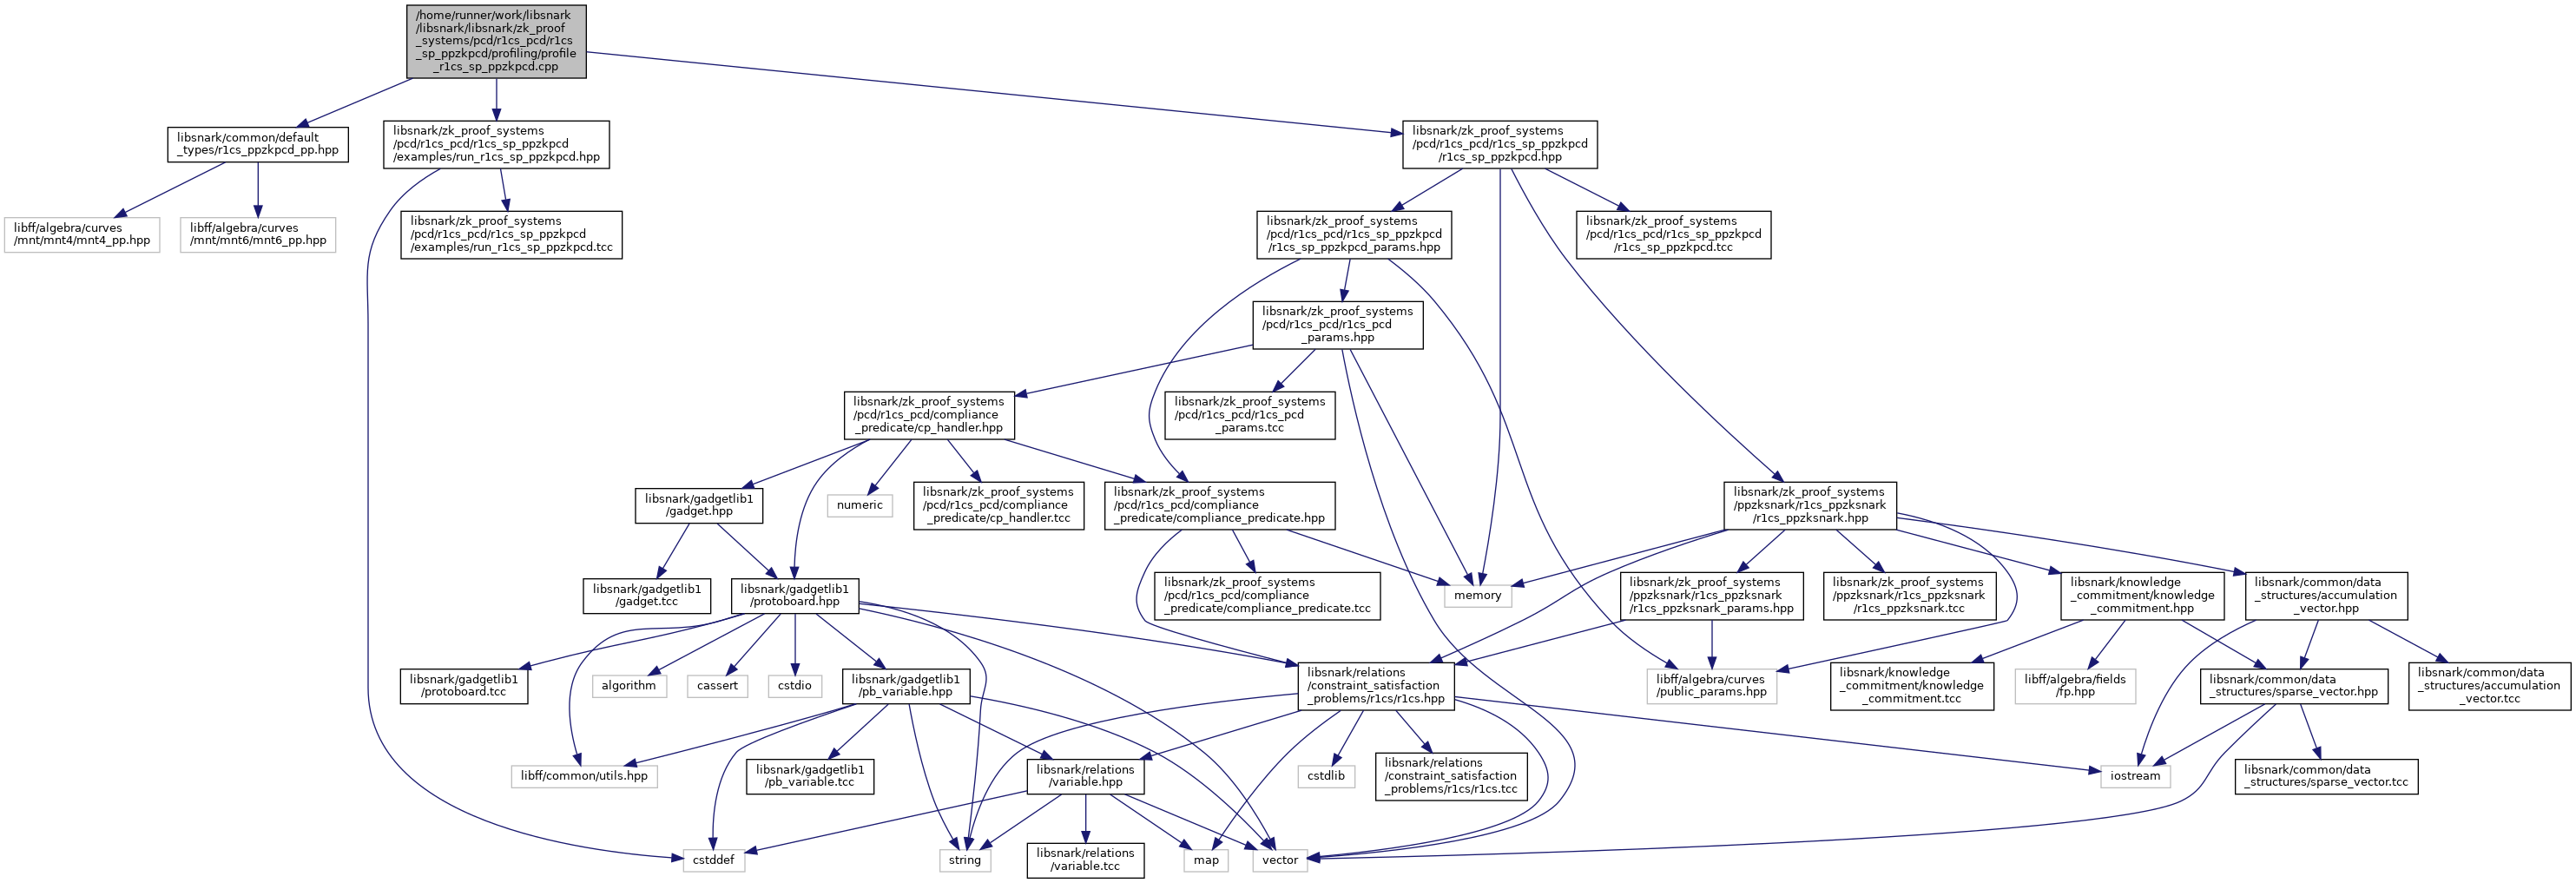 /home/runner/work/libsnark
/libsnark/libsnark/zk_proof
_systems/pcd/r1cs_pcd/r1cs
_sp_ppzkpcd/profiling/profile
_r1cs_sp_ppzkpcd.cpp
libsnark/common/default
_types/r1cs_ppzkpcd_pp.hpp
libsnark/zk_proof_systems
/pcd/r1cs_pcd/r1cs_sp_ppzkpcd
/examples/run_r1cs_sp_ppzkpcd.hpp
libsnark/zk_proof_systems
/pcd/r1cs_pcd/r1cs_sp_ppzkpcd
/r1cs_sp_ppzkpcd.hpp
libff/algebra/curves
/mnt/mnt4/mnt4_pp.hpp
libff/algebra/curves
/mnt/mnt6/mnt6_pp.hpp
libsnark/zk_proof_systems
/pcd/r1cs_pcd/r1cs_sp_ppzkpcd
/examples/run_r1cs_sp_ppzkpcd.tcc
libsnark/zk_proof_systems
/pcd/r1cs_pcd/r1cs_sp_ppzkpcd
/r1cs_sp_ppzkpcd_params.hpp
libsnark/zk_proof_systems
/pcd/r1cs_pcd/r1cs_sp_ppzkpcd
/r1cs_sp_ppzkpcd.tcc
libsnark/zk_proof_systems
/pcd/r1cs_pcd/r1cs_pcd
_params.hpp
libsnark/zk_proof_systems
/pcd/r1cs_pcd/compliance
_predicate/cp_handler.hpp
libsnark/zk_proof_systems
/pcd/r1cs_pcd/r1cs_pcd
_params.tcc
libsnark/gadgetlib1
/gadget.hpp
numeric
libsnark/zk_proof_systems
/pcd/r1cs_pcd/compliance
_predicate/cp_handler.tcc
libsnark/zk_proof_systems
/pcd/r1cs_pcd/compliance
_predicate/compliance_predicate.hpp
libsnark/zk_proof_systems
/ppzksnark/r1cs_ppzksnark
/r1cs_ppzksnark.hpp
libsnark/gadgetlib1
/gadget.tcc
libsnark/gadgetlib1
/protoboard.hpp
libsnark/zk_proof_systems
/pcd/r1cs_pcd/compliance
_predicate/compliance_predicate.tcc
memory
libsnark/zk_proof_systems
/ppzksnark/r1cs_ppzksnark
/r1cs_ppzksnark_params.hpp
libsnark/zk_proof_systems
/ppzksnark/r1cs_ppzksnark
/r1cs_ppzksnark.tcc
libsnark/knowledge
_commitment/knowledge
_commitment.hpp
libsnark/common/data
_structures/accumulation
_vector.hpp
libsnark/gadgetlib1
/protoboard.tcc
algorithm
cassert
cstdio
libsnark/gadgetlib1
/pb_variable.hpp
libsnark/relations
/constraint_satisfaction
_problems/r1cs/r1cs.hpp
libff/algebra/curves
/public_params.hpp
libsnark/knowledge
_commitment/knowledge
_commitment.tcc
libff/algebra/fields
/fp.hpp
libsnark/common/data
_structures/sparse_vector.hpp
libsnark/common/data
_structures/accumulation
_vector.tcc
libff/common/utils.hpp
libsnark/gadgetlib1
/pb_variable.tcc
libsnark/relations
/variable.hpp
cstdlib
libsnark/relations
/constraint_satisfaction
_problems/r1cs/r1cs.tcc
iostream
libsnark/common/data
_structures/sparse_vector.tcc
cstddef
string
libsnark/relations
/variable.tcc
map
vector